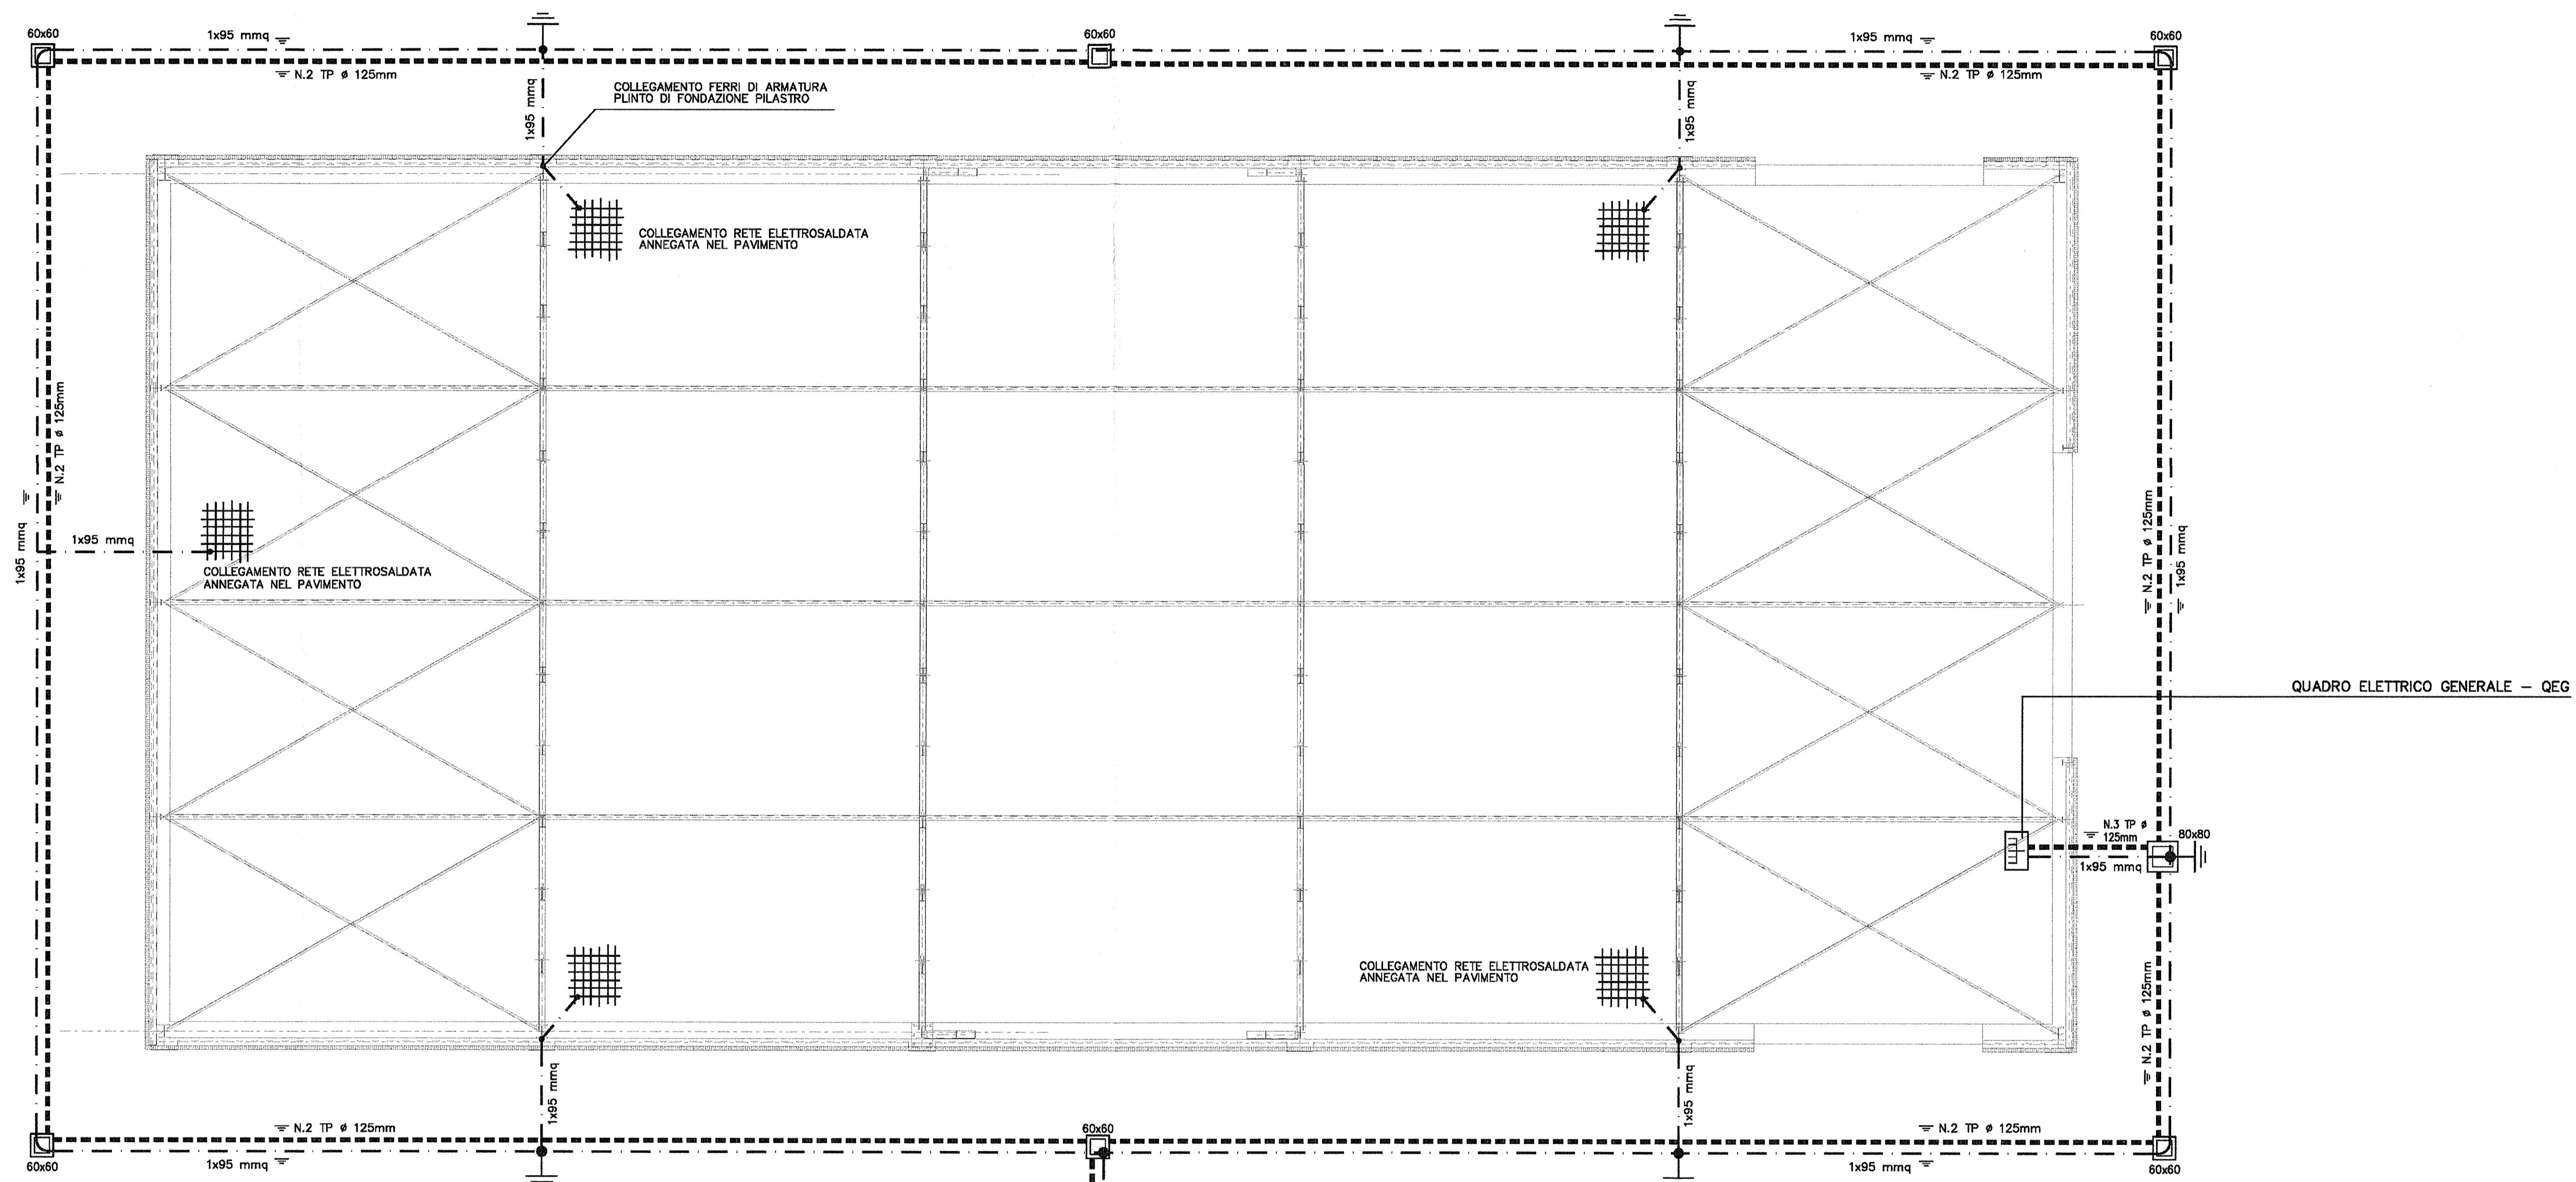 60x60
1x95 mmq
60x60
1x95 mmq
60x60
N.2 TP ø 125mm
N.2 TP ø 125mm
COLLEGAMENTO FERRI DI ARMATURA
PLINTO DI FONDAZIONE PILASTRO
1x95 mmq
1x95 mmq
COLLEGAMENTO RETE ELETTROSALDATA
ANNEGATA NEL PAVIMENTO
N.2 TP ø 125mm
1x95 mmq
1x95 mmq
COLLEGAMENTO RETE ELETTROSALDATA
ANNEGATA NEL PAVIMENTO
N.2 TP ø 125mm
1x95 mmq
QUADRO ELETTRICO GENERALE – QEG
N.3 TP ø
125mm
80x80
1x95 mmq
COLLEGAMENTO RETE ELETTROSALDATA
ANNEGATA NEL PAVIMENTO
N.2 TP ø 125mm
1x95 mmq
1x95 mmq
N.2 TP ø 125mm
60x60
N.2 TP ø 125mm
60x60
1x95 mmq
1x95 mmq
60x60